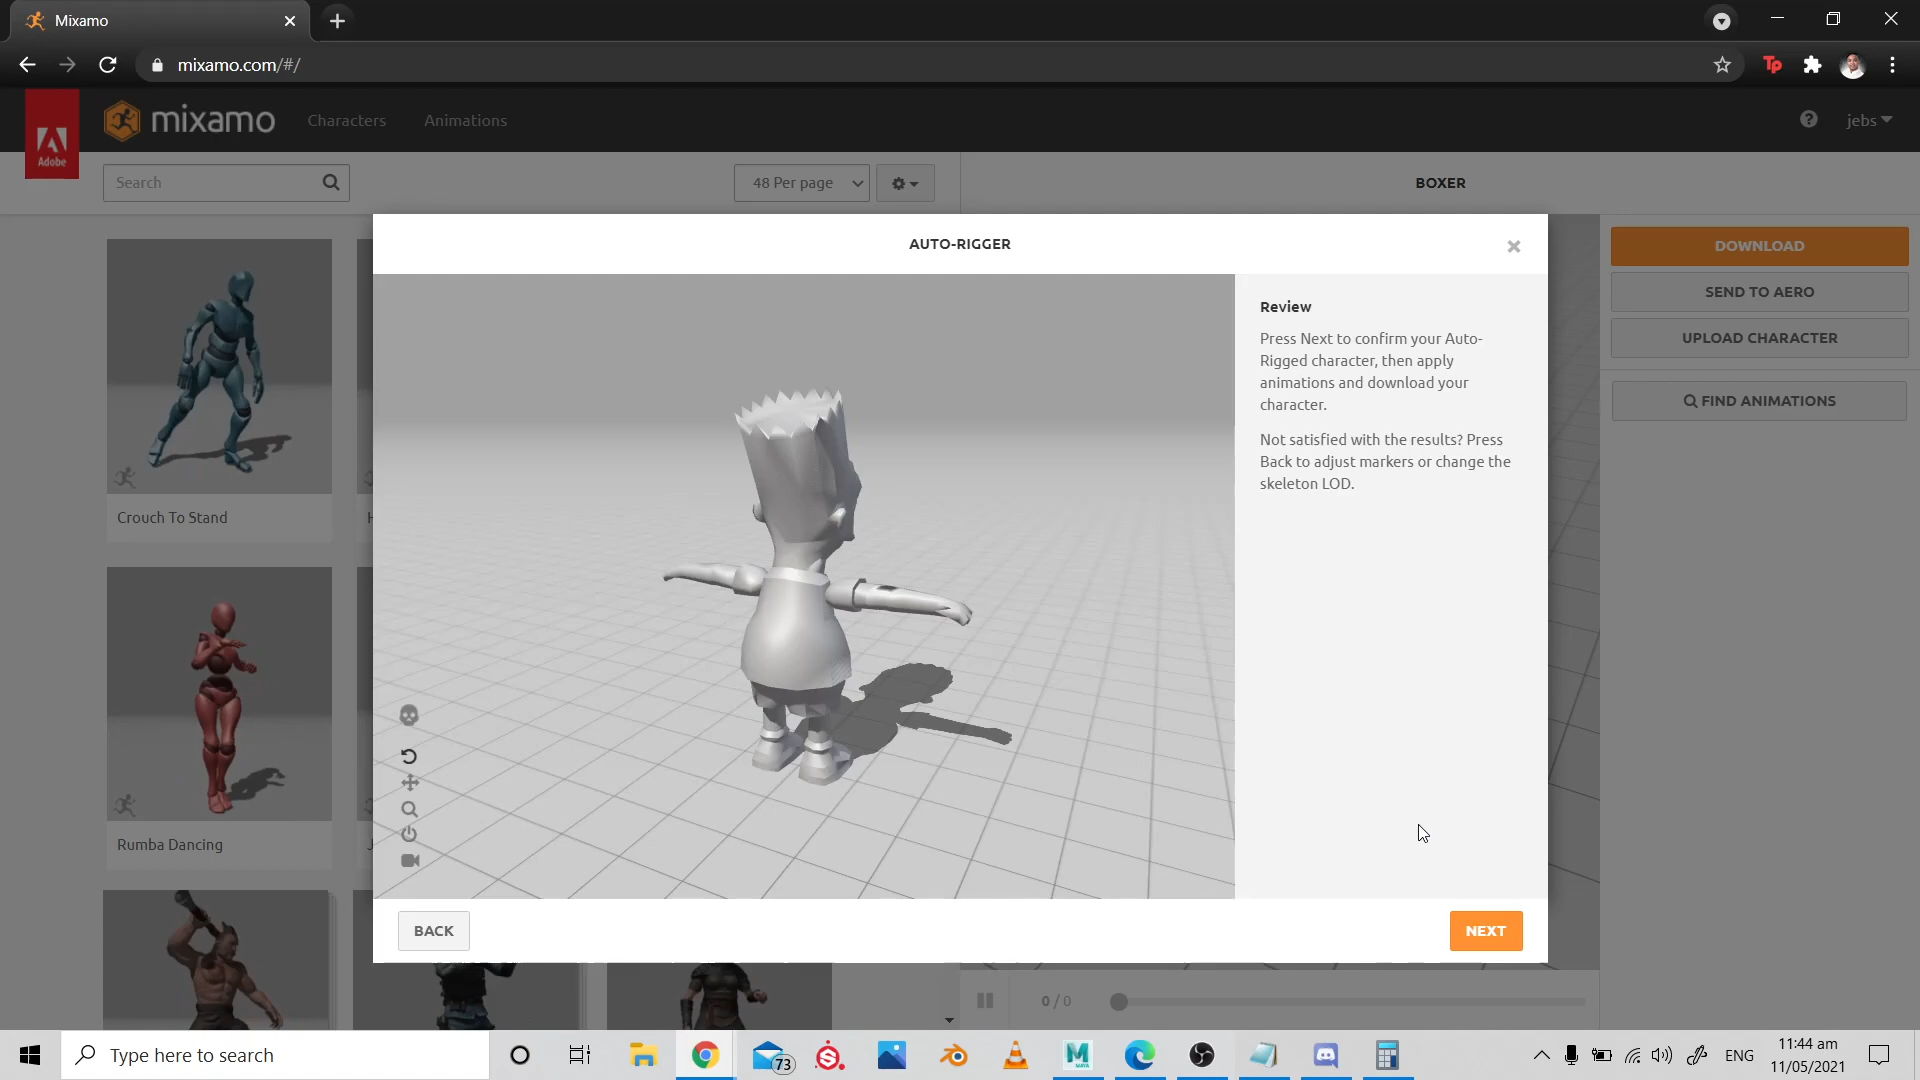 Mixamo
mixamo.com/#/
Adobe
mixamo
Characters
Animations
jebs
Search
48 Per page
BOXER
AUTO-RIGGER
DOWNLOAD
SEND TO AERO
UPLOAD CHARACTER
FIND ANIMATIONS
Review
Press Next to confirm your Auto-
Rigged character, then apply
animations and download your
character.
Not satisfied with the results? Press
Back to adjust markers or change the
skeleton LOD.
Crouch To Stand
Rumba Dancing
BACK
NEXT
0 / 0
Type here to search
73
ENG
11:44 am
11/05/2021